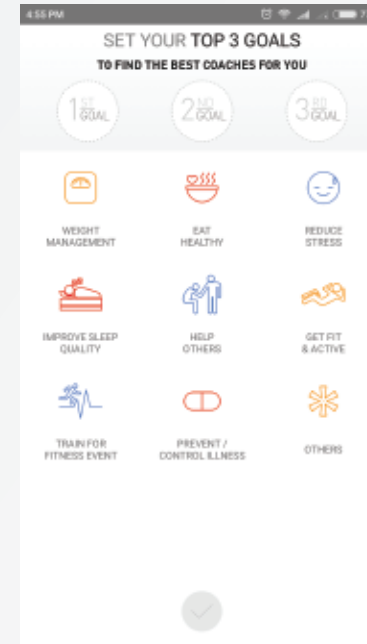 4:55 PM
SET YOUR TOP 3 GOALS
TO FIND THE BEST COACHES FOR YOU
1ST GOAL
2ND GOAL
3RD GOAL
WEIGHT
MANAGEMENT
EAT
HEALTHY
REDUCE
STRESS
IMPROVE SLEEP
QUALITY
HELP
OTHERS
GET FIT
& ACTIVE
TRAIN FOR
FITNESS EVENT
PREVENT /
CONTROL ILLNESS
OTHERS